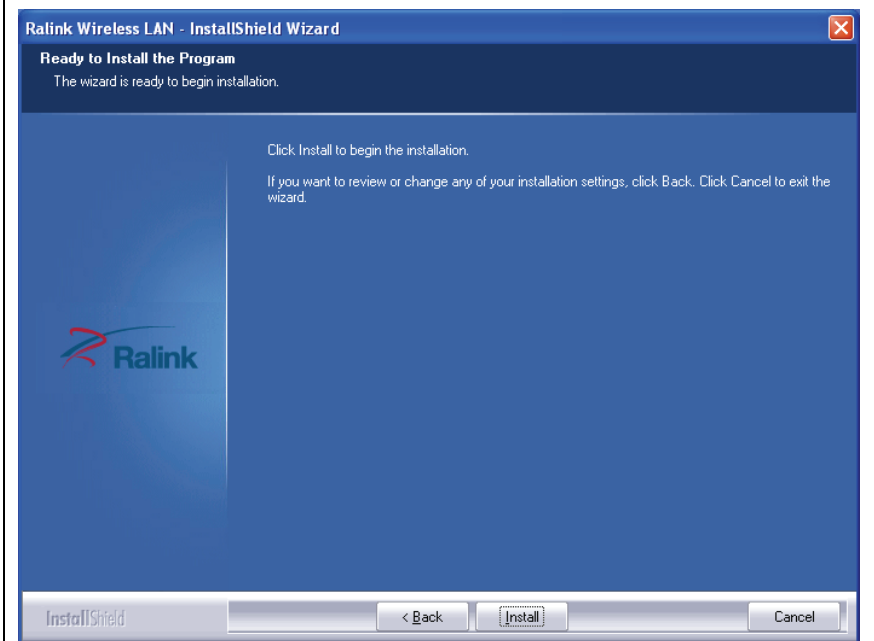 Ralink Wireless LAN - InstallShield Wizard
Ready to Install the Program
The wizard is ready to begin installation.
Click Install to begin the installation.
If you want to review or change any of your installation settings, click Back. Click Cancel to exit the
wizard.
Ralink
InstallShield
< Back
Install
Cancel